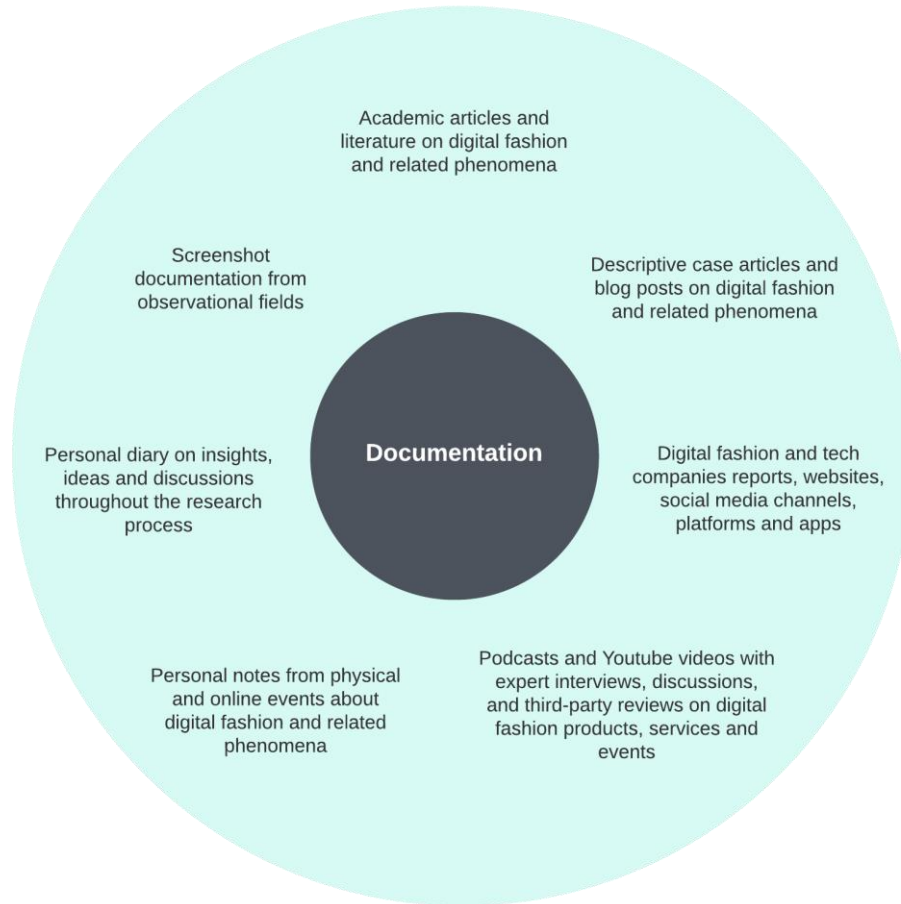 Academic articles and
literature on digital fashion
and related phenomena
Screenshot
documentation from
observational fields
Descriptive case articles and
blog posts on digital fashion
and related phenomena
Documentation
Personal diary on insights,
ideas and discussions
throughout the research
process
Digital fashion and tech
companies reports, websites,
social media channels,
platforms and apps
Personal notes from physical
and online events about
digital fashion and related
phenomena
Podcasts and Youtube videos with
expert interviews, discussions,
and third-party reviews on digital
fashion products, services and
events